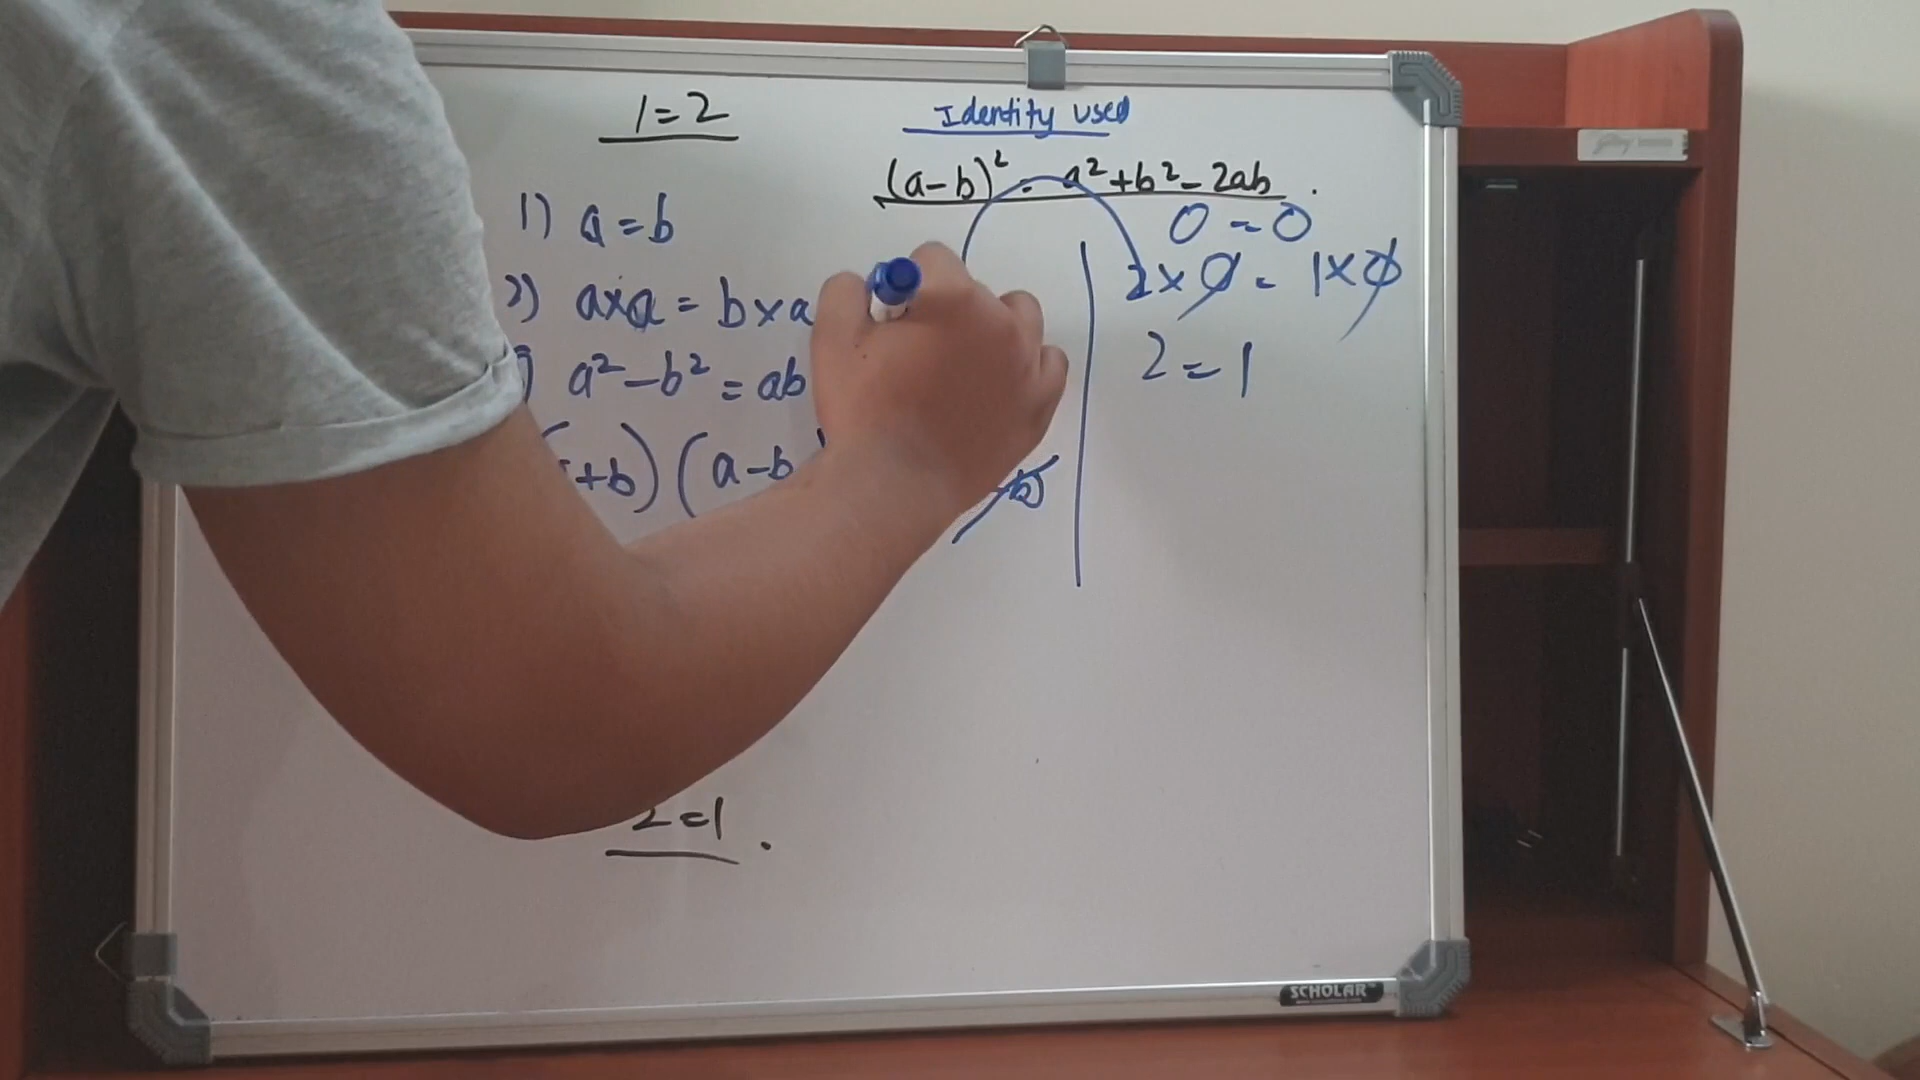 1=2
Identity used
(a-b)² = a²+b²-2ab .
1) a=b
2) a×a = b×a
a²-b² = ab
+b) (a-b
-b
0 = 0
2×0 = 1×0
2=1
2=1 .
SCHOLAR